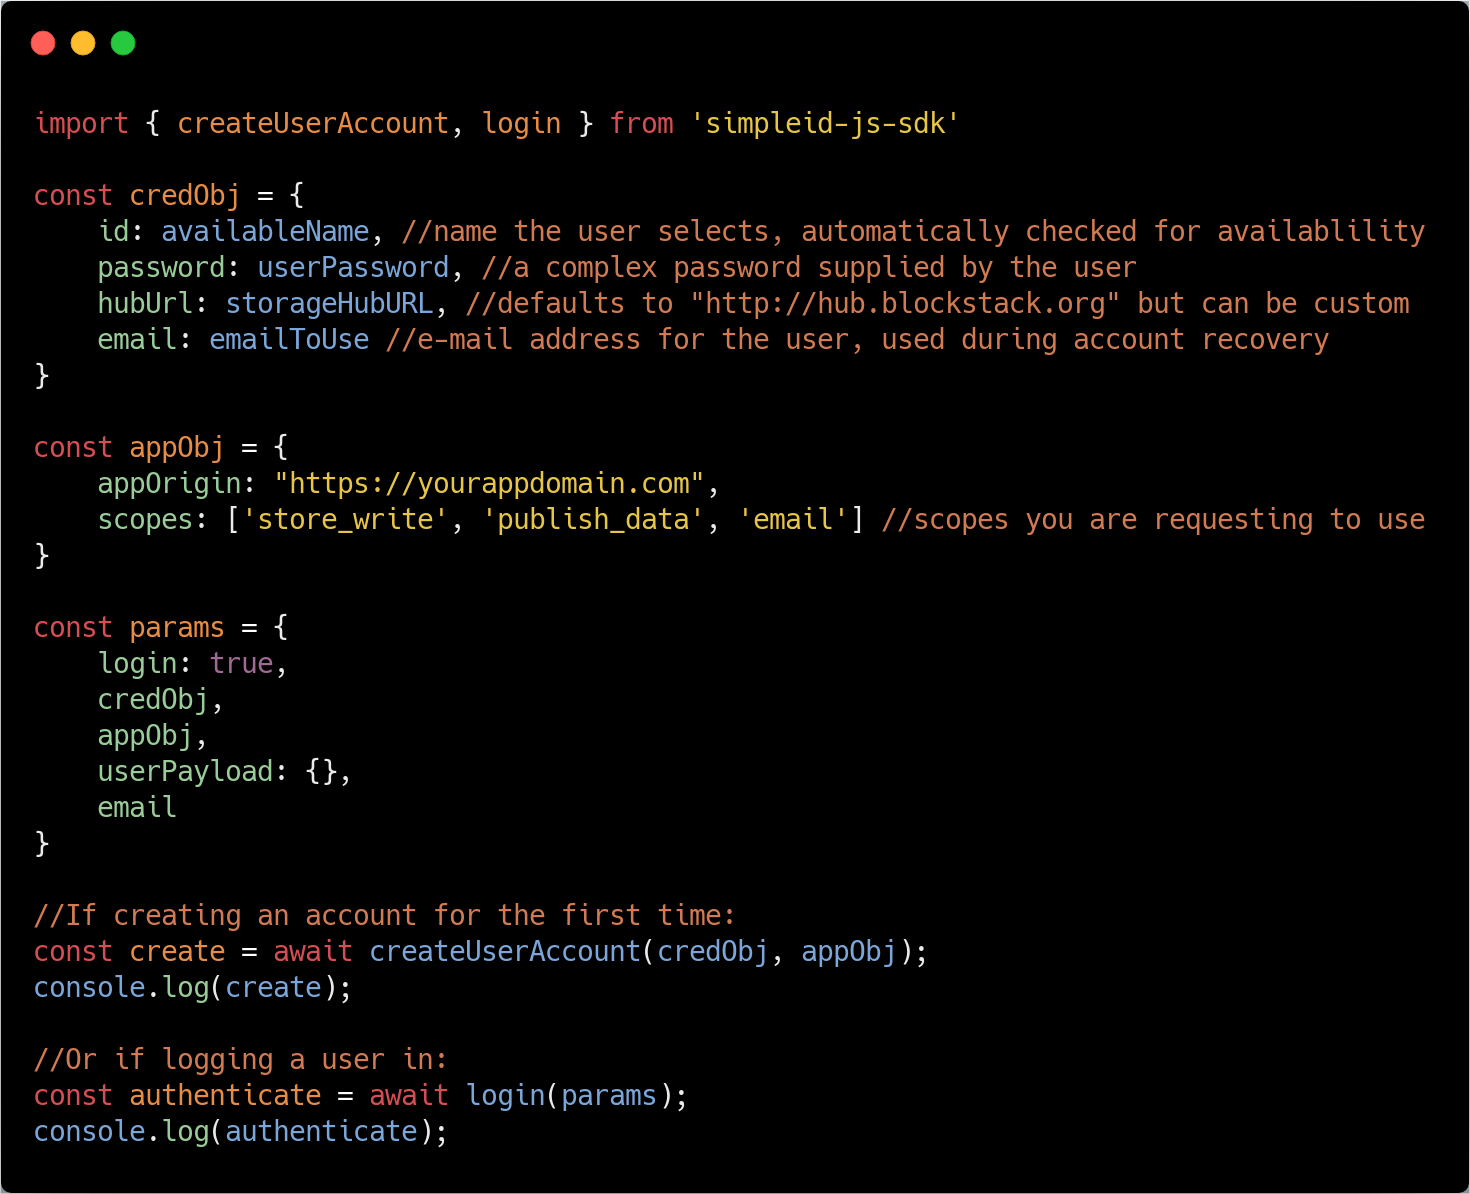 import { createUserAccount, login } from 'simpleid-js-sdk'
const credObj = {
    id: availableName, //name the user selects, automatically checked for availablility
    password: userPassword, //a complex password supplied by the user
    hubUrl: storageHubURL, //defaults to "http://hub.blockstack.org" but can be custom
    email: emailToUse //e-mail address for the user, used during account recovery
}
const appObj = {
    appOrigin: "https://yourappdomain.com",
    scopes: ['store_write', 'publish_data', 'email'] //scopes you are requesting to use
}
const params = {
    login: true,
    credObj,
    appObj,
    userPayload: {},
    email
}
//If creating an account for the first time:
const create = await createUserAccount(credObj, appObj);
console.log(create);
//Or if logging a user in:
const authenticate = await login(params);
console.log(authenticate);